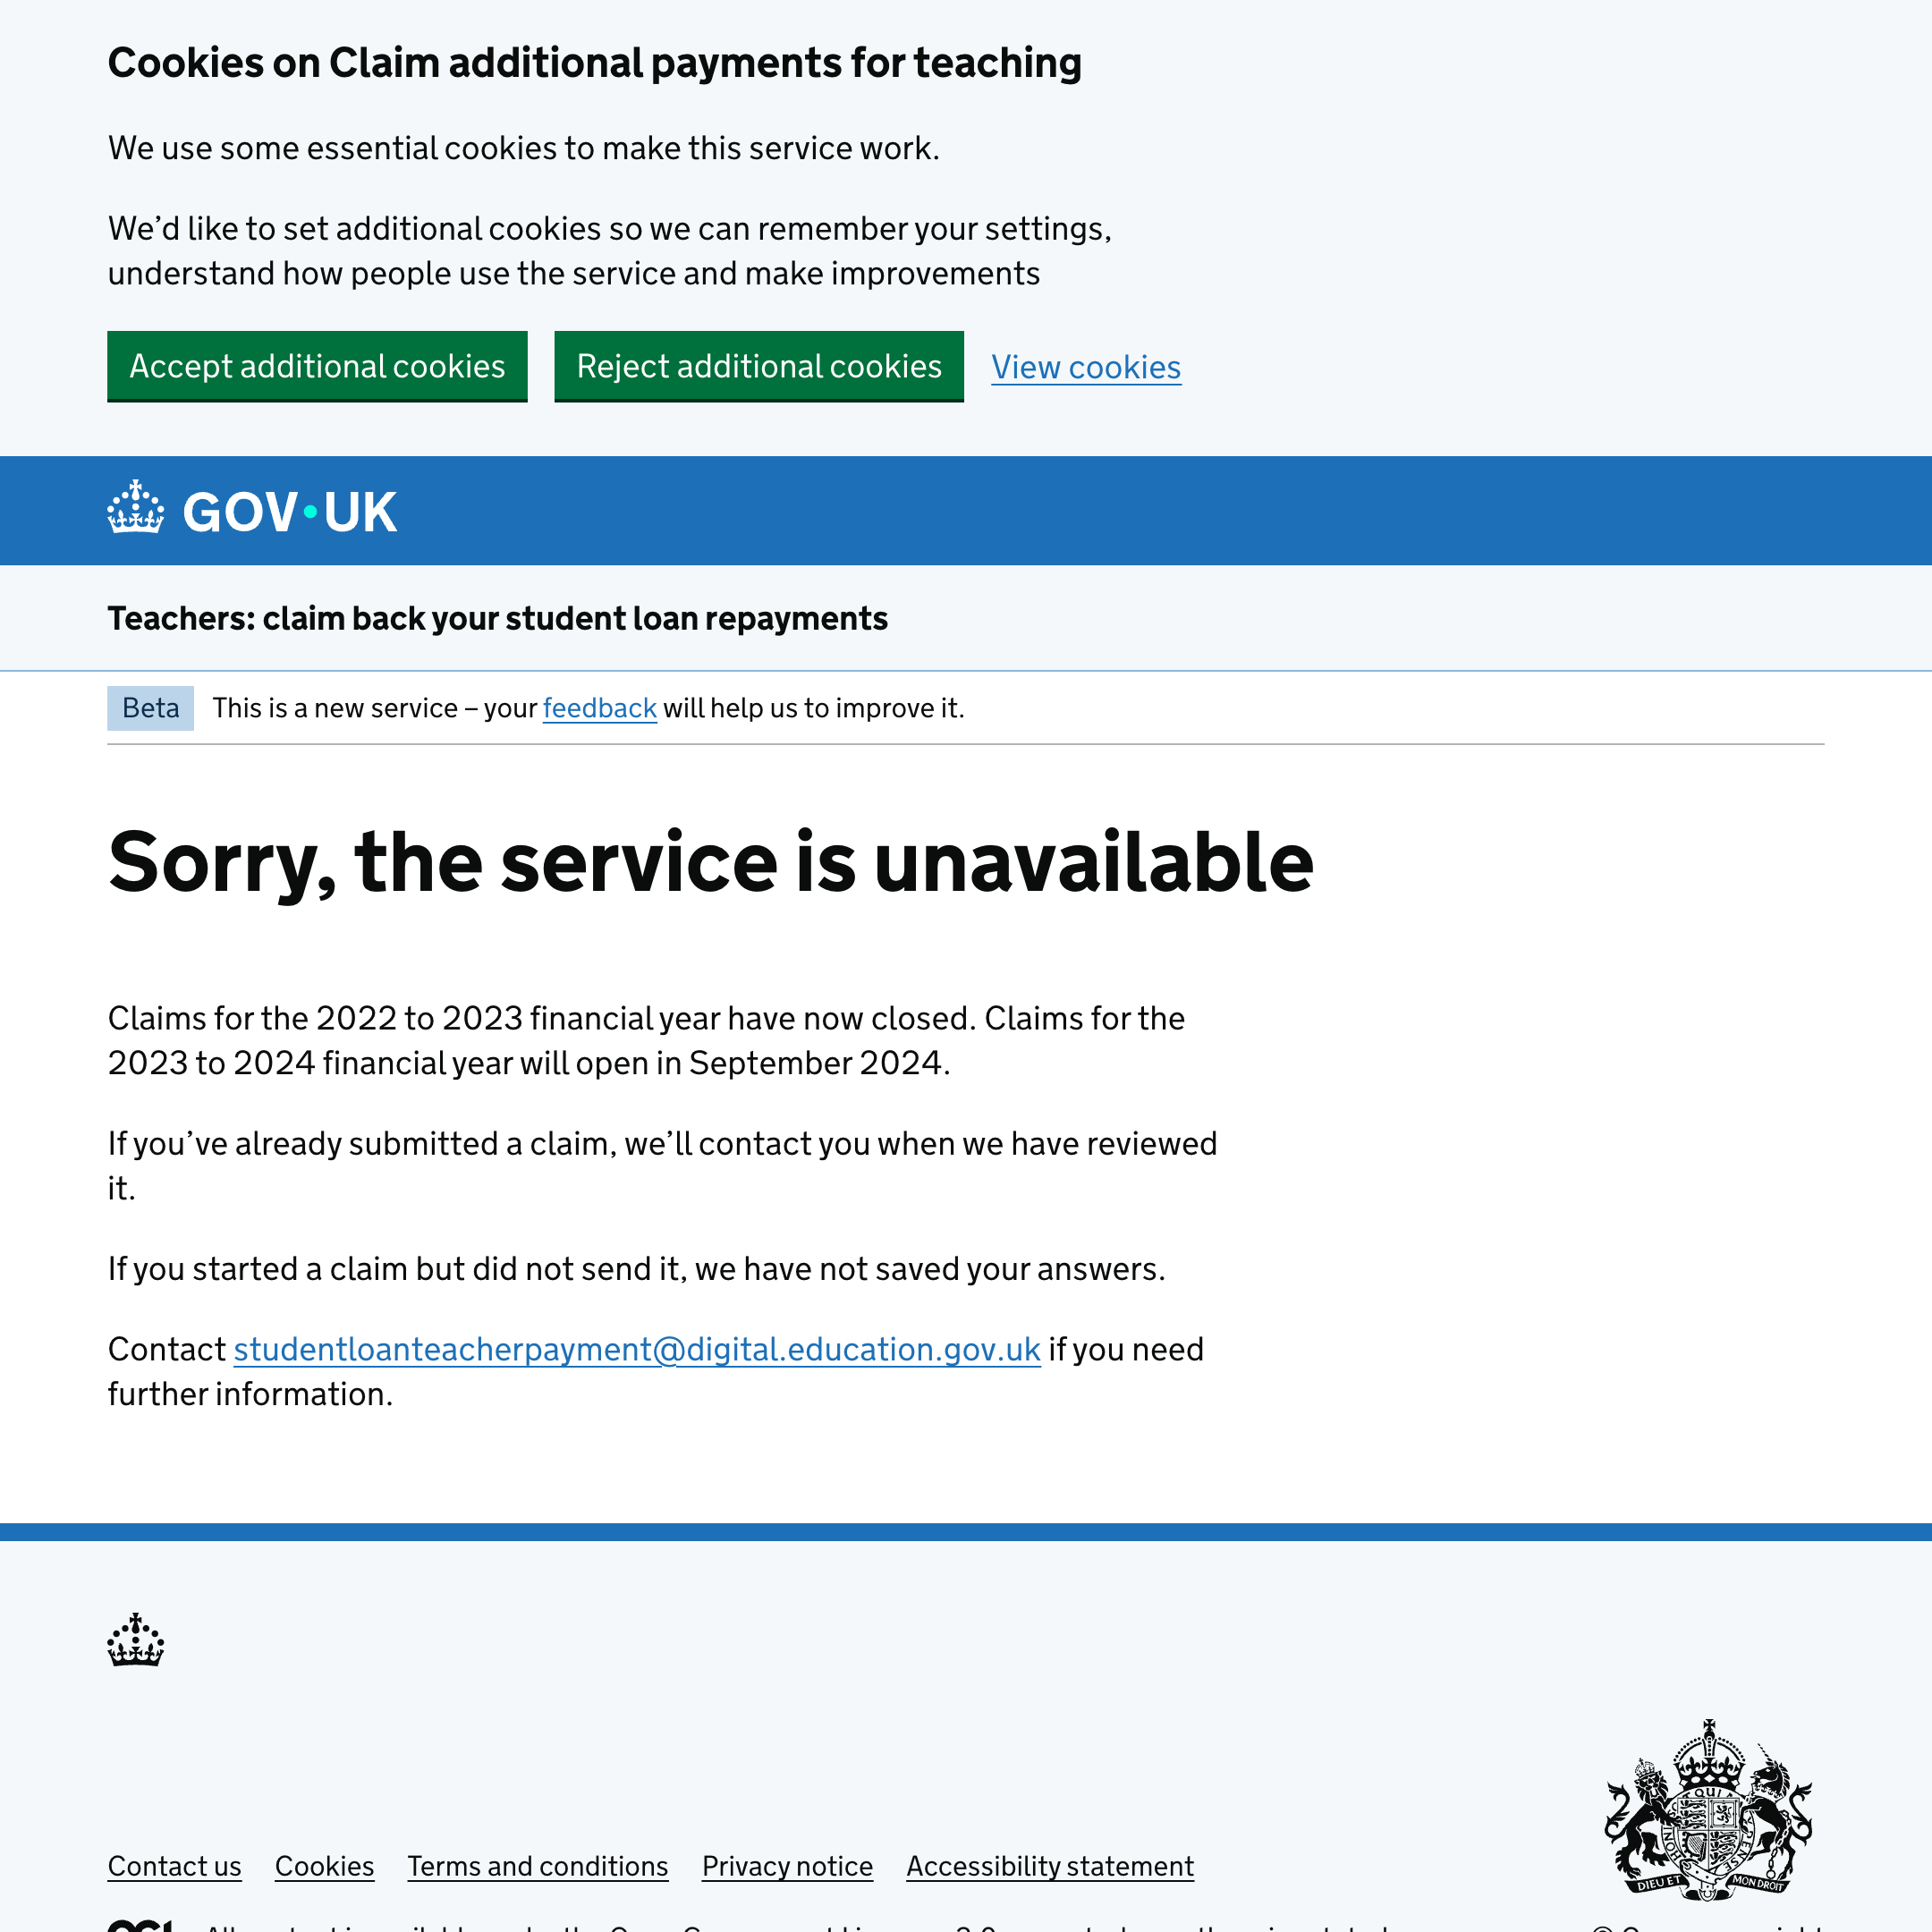 Cookies on Claim additional payments for teaching
We use some essential cookies to make this service work.
We’d like to set additional cookies so we can remember your settings,
understand how people use the service and make improvements
Accept additional cookies Reject additional cookies View cookies
GOV·UK
Teachers: claim back your student loan repayments
Beta This is a new service – your feedback will help us to improve it.
Sorry, the service is unavailable
Claims for the 2022 to 2023 financial year have now closed. Claims for the
2023 to 2024 financial year will open in September 2024.
If you’ve already submitted a claim, we’ll contact you when we have reviewed
it.
If you started a claim but did not send it, we have not saved your answers.
Contact studentloanteacherpayment@digital.education.gov.uk if you need
further information.
DIEU ET MON DROIT
Contact us Cookies Terms and conditions Privacy notice Accessibility statement